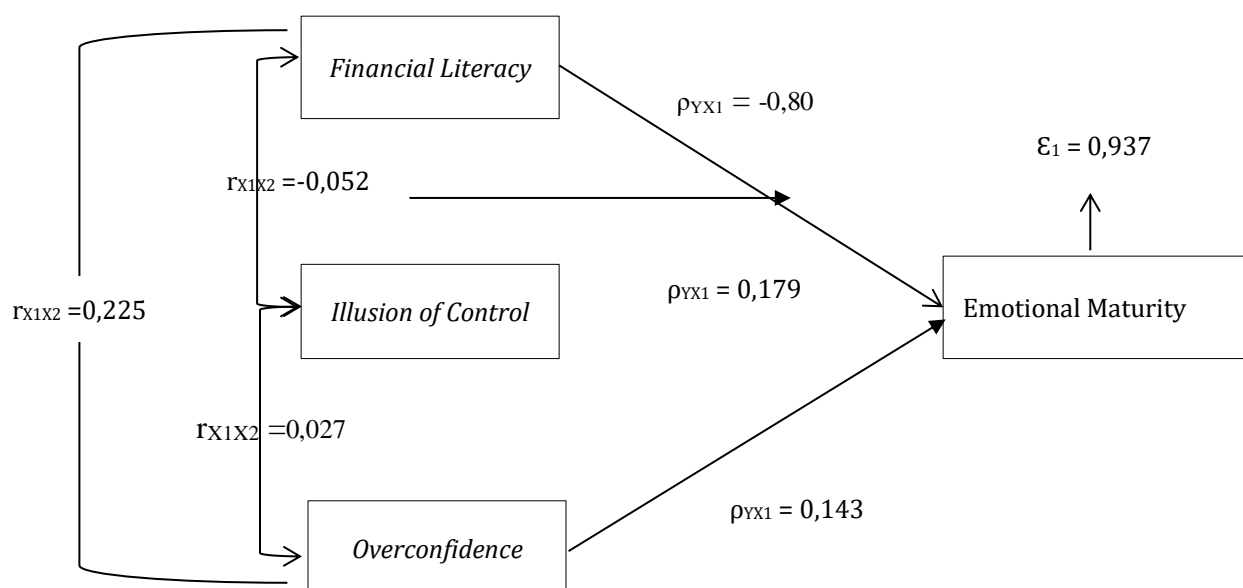 Financial Literacy
ρYX1 = -0,80
Ɛ1 = 0,937
rX1X2 =-0,052
rX1X2 =0,225
Illusion of Control
ρYX1 = 0,179
Emotional Maturity
rX1X2 =0,027
ρYX1 = 0,143
Overconfidence